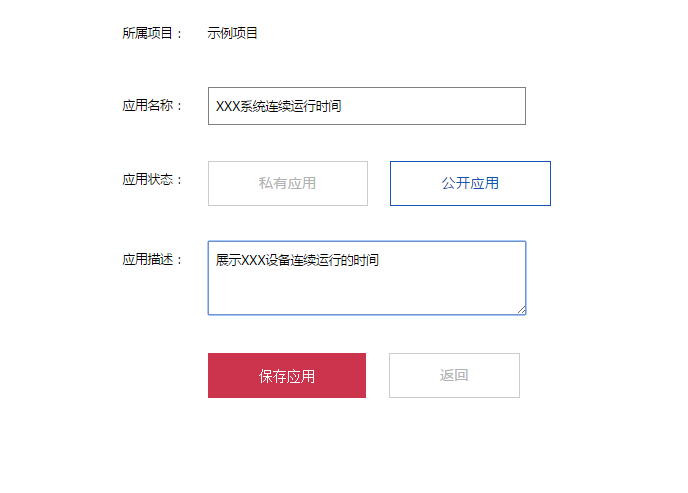 所属项目： 示例项目
应用名称： XXX系统连续运行时间
应用状态： 私有应用 公开应用
应用描述： 展示XXX设备连续运行的时间
保存应用 返回